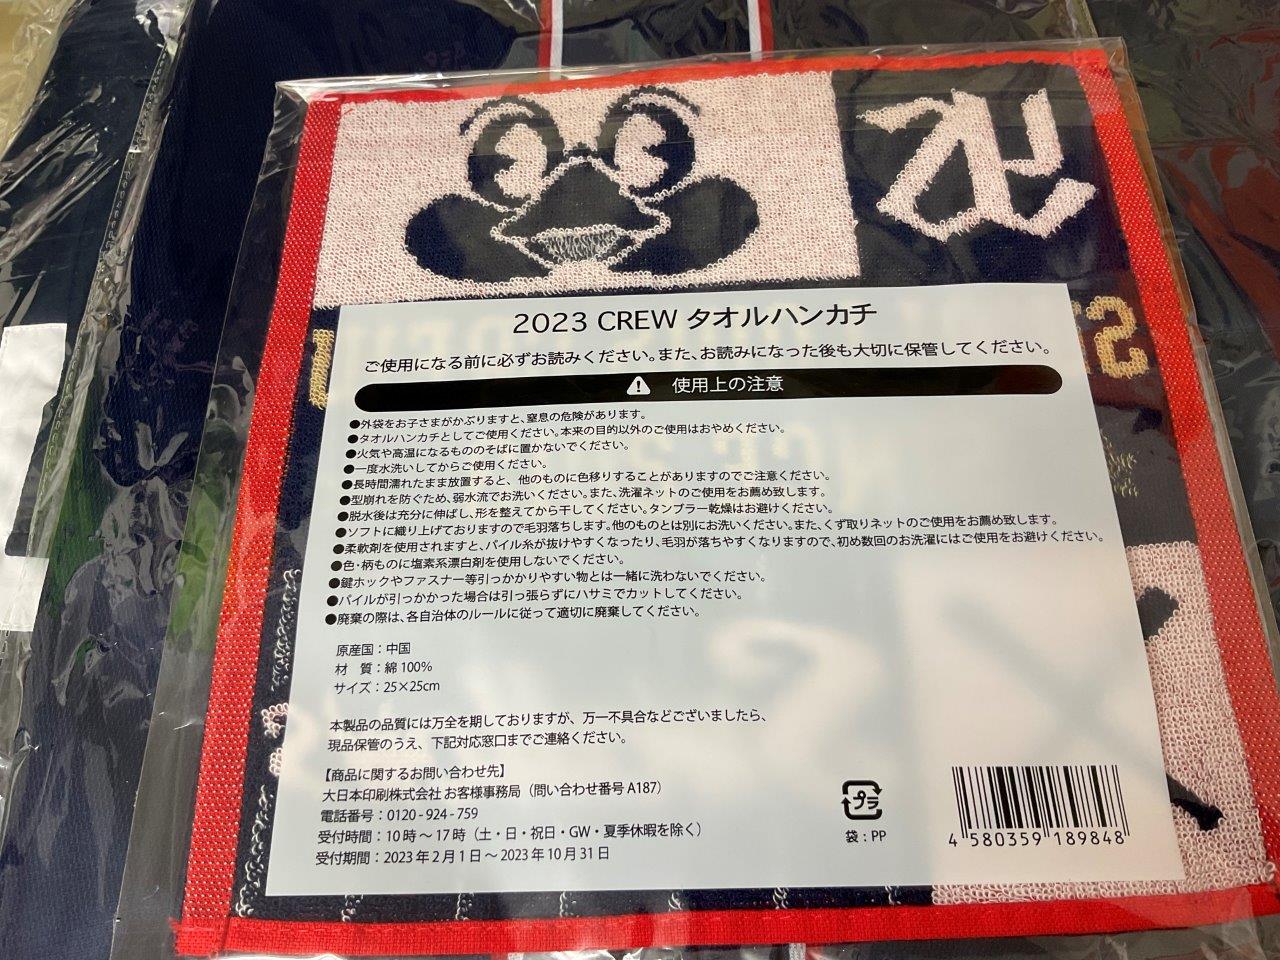 2023 CREW タオルハンカチ
ご使用になる前に必ずお読みください。また、お読みになった後も大切に保管してください。
使用上の注意
●外袋をお子さまがかぶりますと、窒息の危険があります。
●タオルハンカチとしてご使用ください。本来の目的以外のご使用はおやめください。
●火気や高温になるもののそばに置かないでください。
●一度水洗いしてからご使用ください。
●長時間濡れたまま放置すると、他のものに色移りすることがありますのでご注意ください。
●型崩れを防ぐため、弱水流でお洗いください。また、洗濯ネットのご使用をお薦め致します。
●脱水後は充分に伸ばし、形を整えてから干してください。タンブラー乾燥はお避けください。
●ソフトに織り上げておりますので毛羽落ちします。他のものとは別にお洗いください。また、くず取りネットのご使用をお薦め致します。
●柔軟剤を使用されますと、パイル糸が抜けやすくなったり、毛羽が落ちやすくなりますので、初め数回のお洗濯にはご使用をお避けください。
●色・柄ものに塩素系漂白剤を使用しないでください。
●鍵ホックやファスナー等引っかかりやすい物とは一緒に洗わないでください。
●パイルが引っかかった場合は引っ張らずにハサミでカットしてください。
●廃棄の際は、各自治体のルールに従って適切に廃棄してください。
原産国：中国
材　質：綿100%
サイズ：25×25cm
本製品の品質には万全を期しておりますが、万一不具合などございましたら、
現品保管のうえ、下記対応窓口までご連絡ください。
【商品に関するお問い合わせ先】
大日本印刷株式会社 お客様事務局（問い合わせ番号 A187）
電話番号：0120-924-759
受付時間：10時～17時（土・日・祝日・GW・夏季休暇を除く）
受付期間：2023年2月1日～2023年10月31日
プラ
袋：PP
4 580359 189848